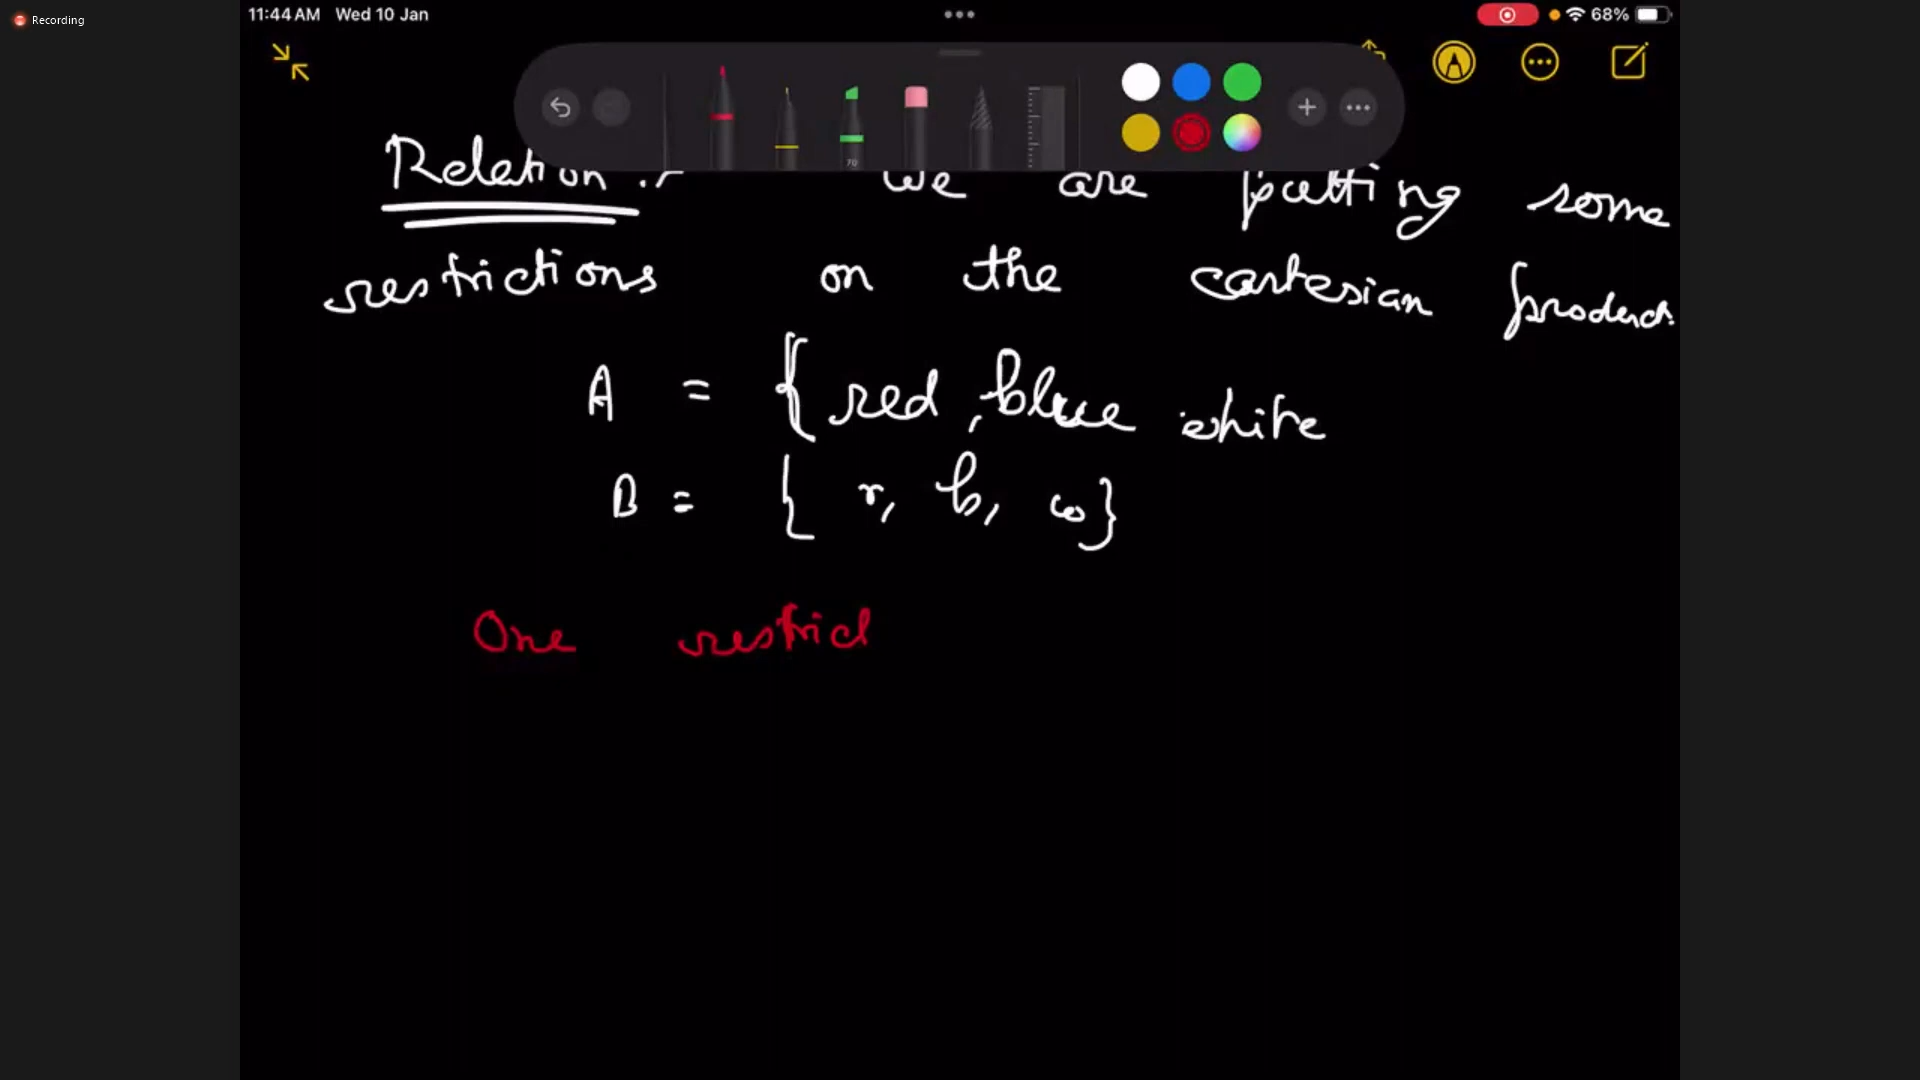 Recording
11:44 AM Wed 10 Jan
68%
70
Relation :- we are putting some
restrictions on the cartesian product.
A = { red , blue white
B = { r, b, w }
One restrict